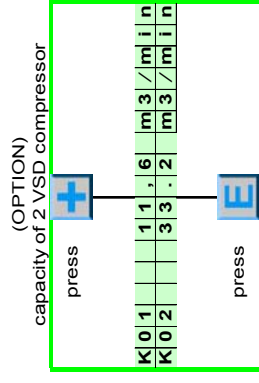 (OPTION)
capacity of 2 VSD compressor
+
press
K01 11,6 m3/min
K02 33.2 m3/min
E
press